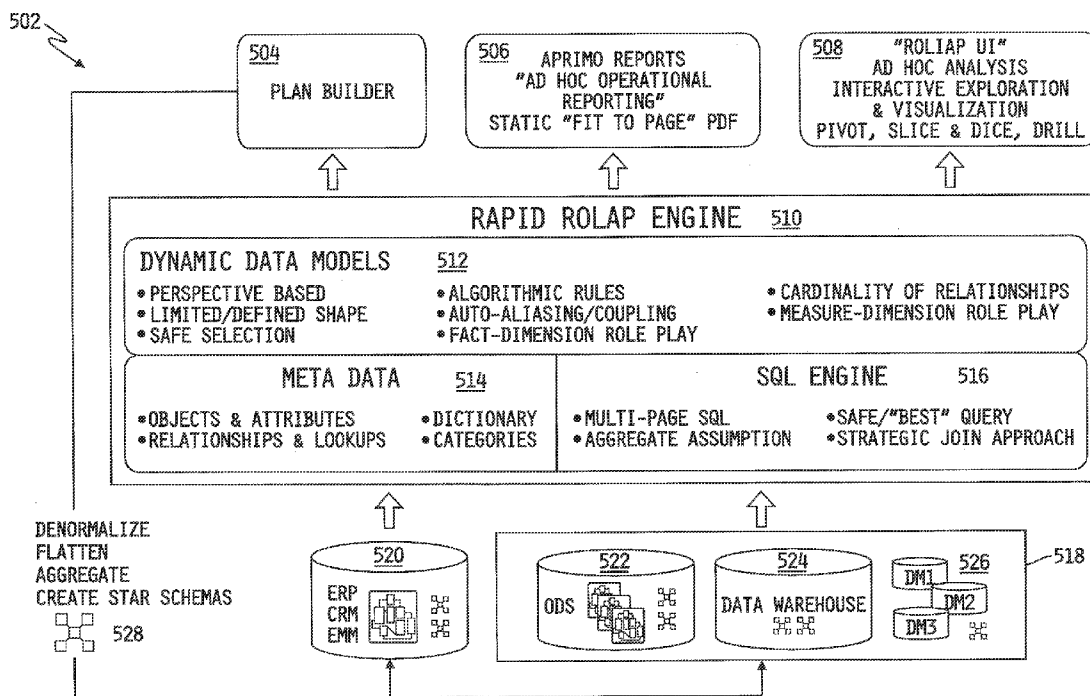 502
504
PLAN BUILDER
506
APRIMO REPORTS
"AD HOC OPERATIONAL
REPORTING"
STATIC "FIT TO PAGE" PDF
508
"ROLIAP UI"
AD HOC ANALYSIS
INTERACTIVE EXPLORATION
& VISUALIZATION
PIVOT, SLICE & DICE, DRILL
RAPID ROLAP ENGINE 510
DYNAMIC DATA MODELS 512
•PERSPECTIVE BASED
•LIMITED/DEFINED SHAPE
•SAFE SELECTION
•ALGORITHMIC RULES
•AUTO-ALIASING/COUPLING
•FACT-DIMENSION ROLE PLAY
•CARDINALITY OF RELATIONSHIPS
•MEASURE-DIMENSION ROLE PLAY
META DATA 514
•OBJECTS & ATTRIBUTES
•RELATIONSHIPS & LOOKUPS
•DICTIONARY
•CATEGORIES
SQL ENGINE 516
•MULTI-PAGE SQL
•AGGREGATE ASSUMPTION
•SAFE/"BEST" QUERY
•STRATEGIC JOIN APPROACH
DENORMALIZE
FLATTEN
AGGREGATE
CREATE STAR SCHEMAS
528
520
ERP
CRM
EMM
522
ODS
524
DATA WAREHOUSE
526
DM1
DM2
DM3
518